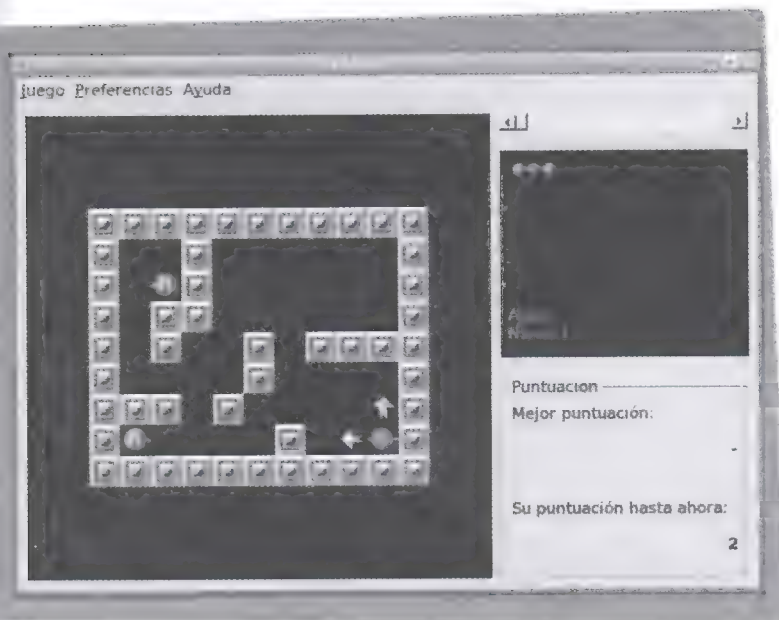 Juego Preferencias Ayuda
Puntuacion
Mejor puntuación:
-
Su puntuación hasta ahora:
2